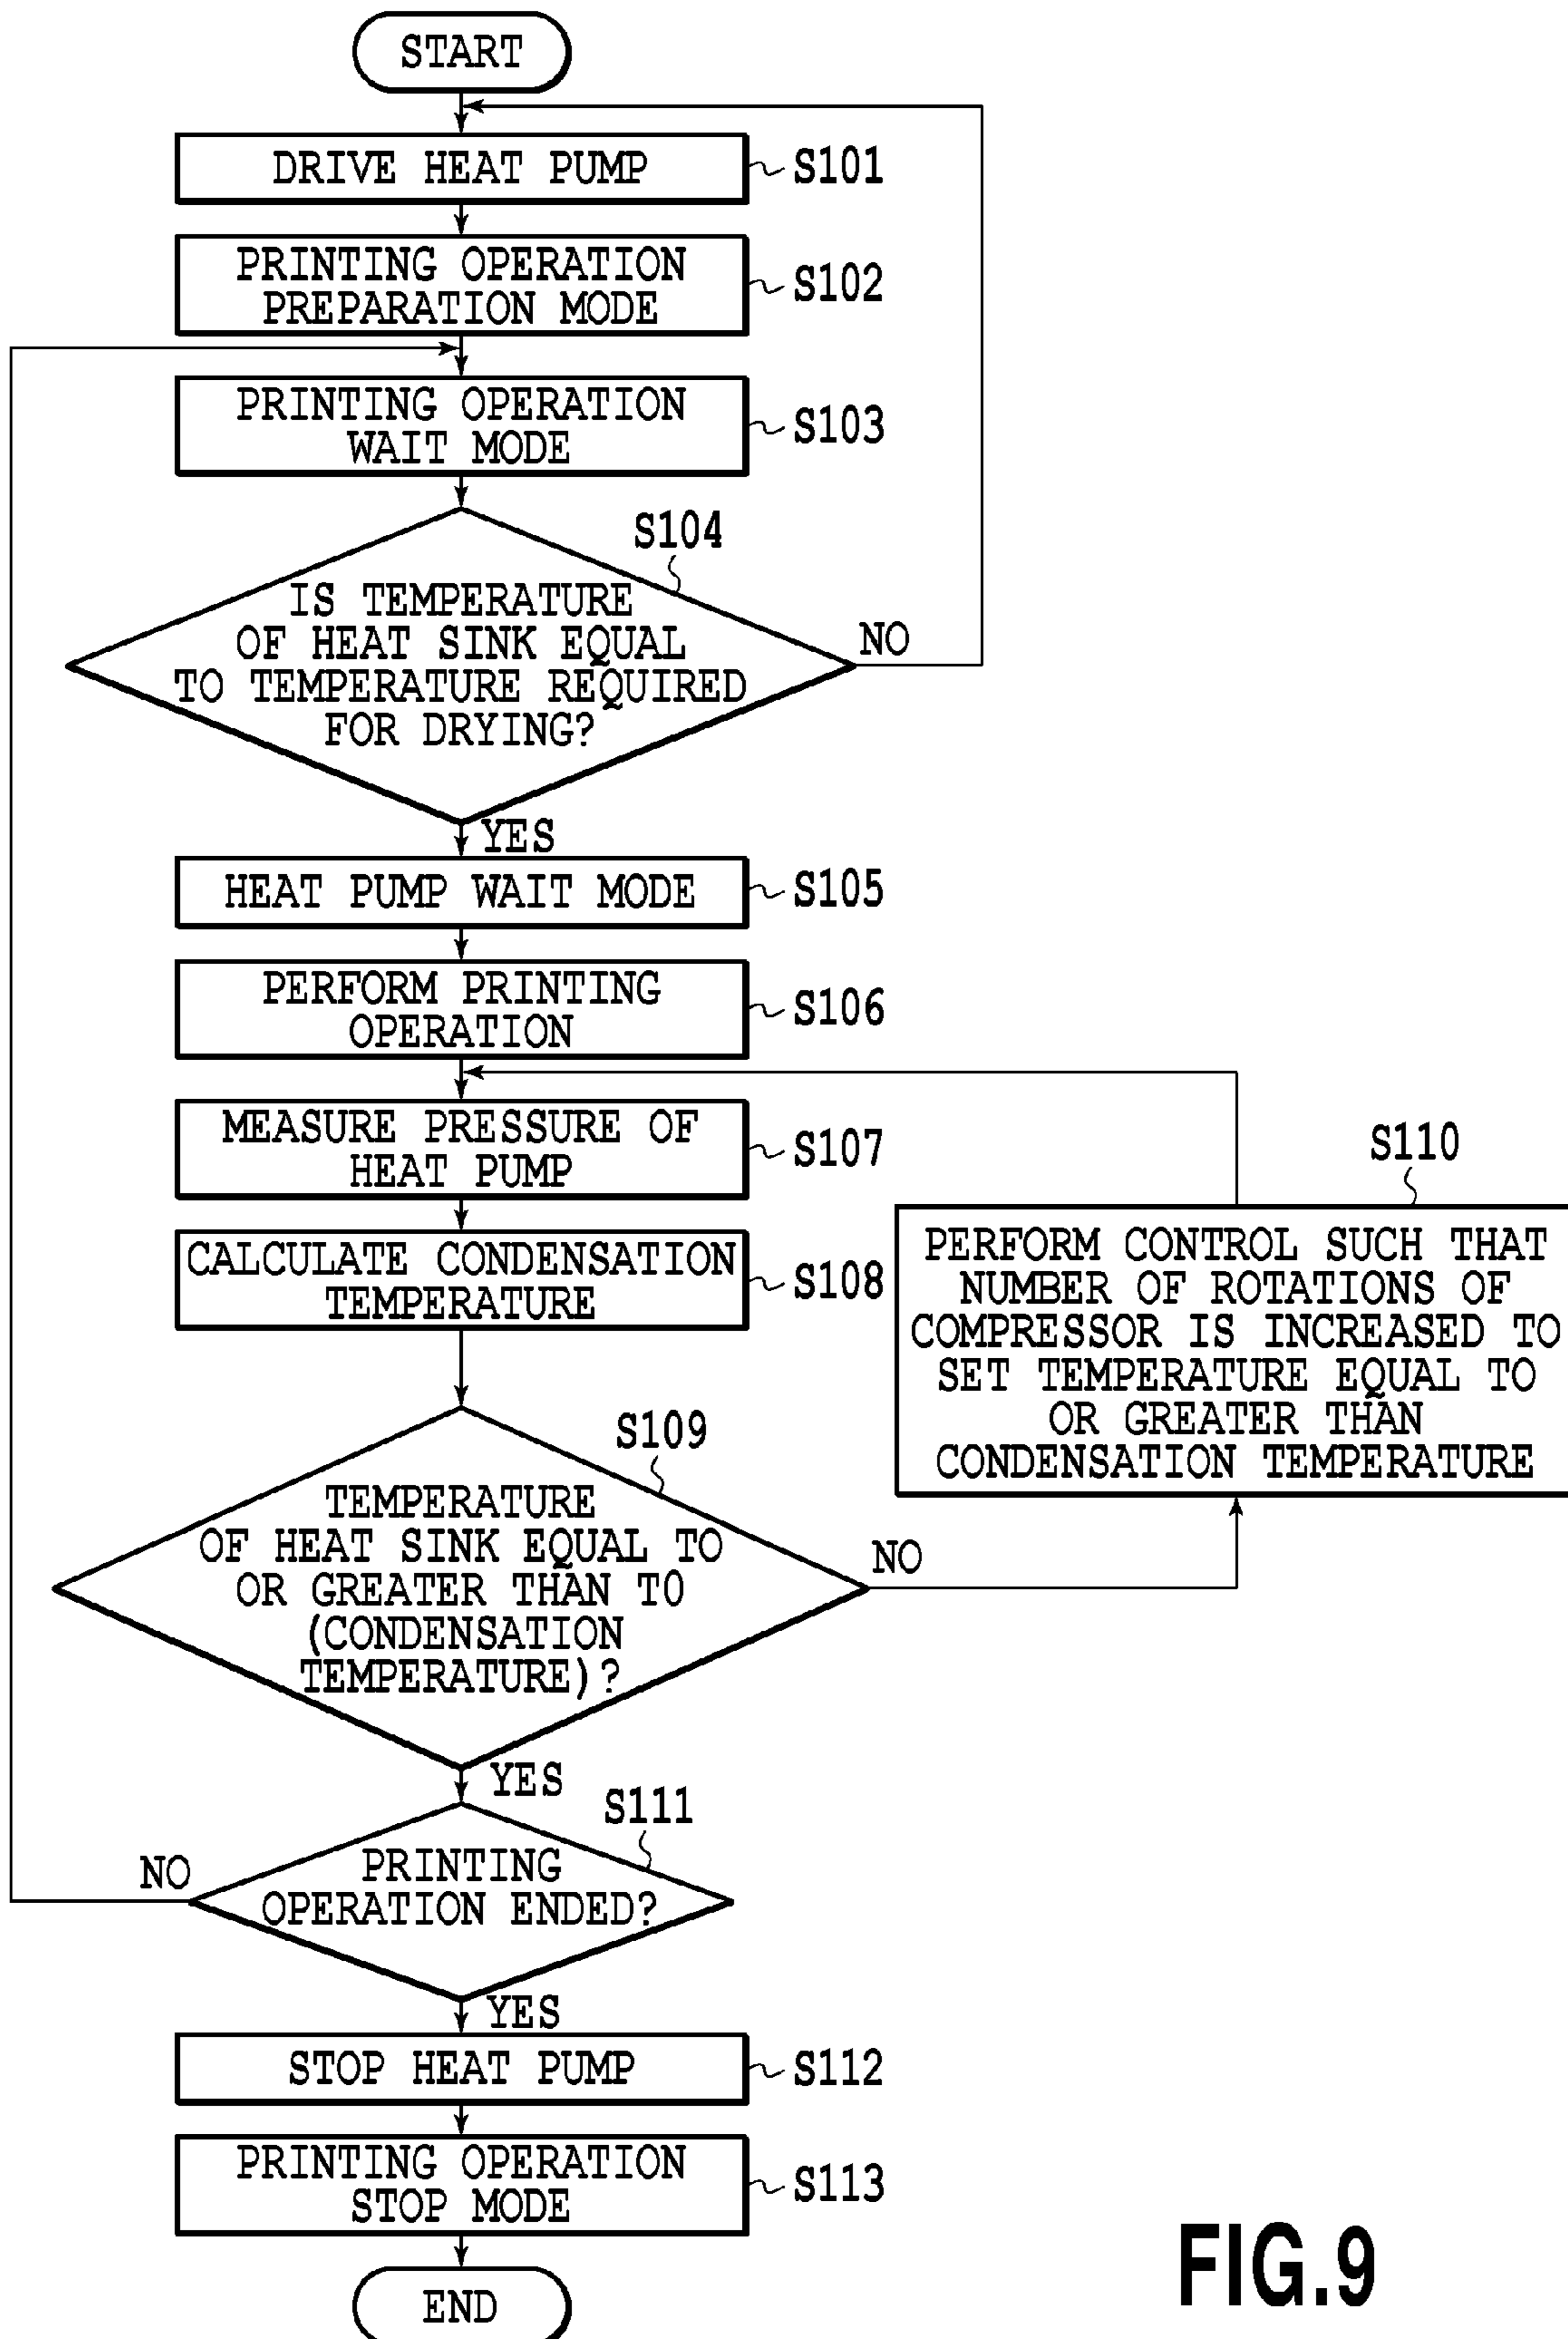 START
DRIVE HEAT PUMP
S101
PRINTING OPERATION
PREPARATION MODE
S102
PRINTING OPERATION
WAIT MODE
S103
S104
IS TEMPERATURE
OF HEAT SINK EQUAL
TO TEMPERATURE REQUIRED
FOR DRYING?
NO
YES
HEAT PUMP WAIT MODE
S105
PERFORM PRINTING
OPERATION
S106
MEASURE PRESSURE OF
HEAT PUMP
S107
CALCULATE CONDENSATION
TEMPERATURE
S108
S110
PERFORM CONTROL SUCH THAT
NUMBER OF ROTATIONS OF
COMPRESSOR IS INCREASED TO
SET TEMPERATURE EQUAL TO
OR GREATER THAN
CONDENSATION TEMPERATURE
S109
TEMPERATURE
OF HEAT SINK EQUAL TO
OR GREATER THAN TO
(CONDENSATION
TEMPERATURE)?
NO
YES
S111
PRINTING
OPERATION ENDED?
NO
YES
STOP HEAT PUMP
S112
PRINTING OPERATION
STOP MODE
S113
END
FIG.9